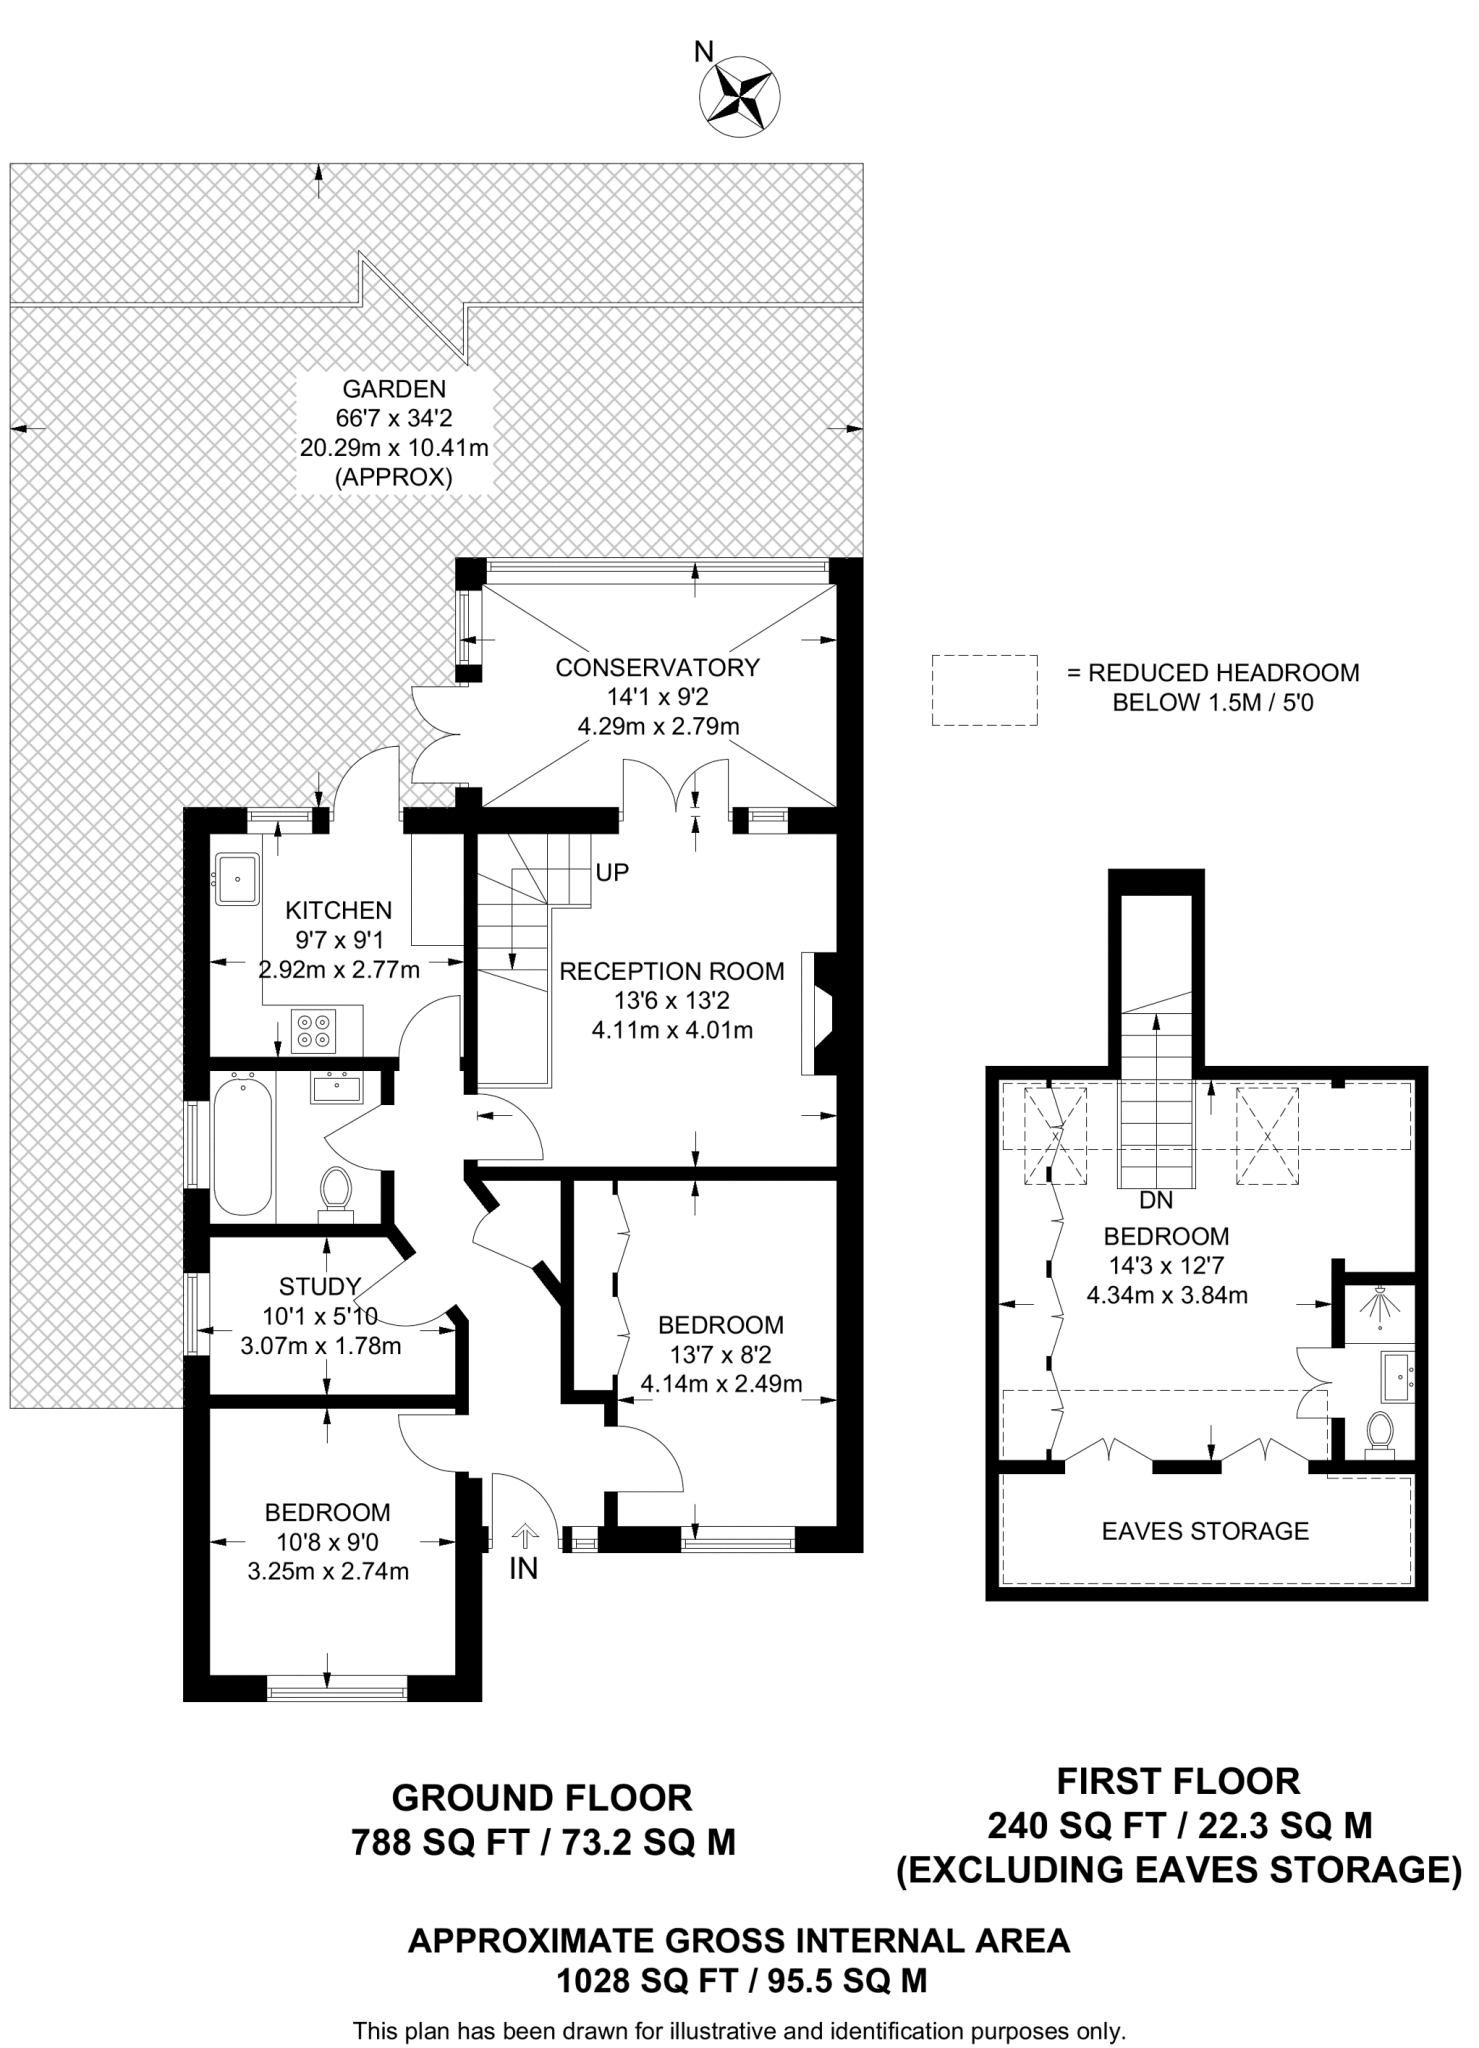 N
GARDEN
66'7 x 34'2
20.29m x 10.41m
(APPROX)
CONSERVATORY
14'1 x 9'2
4.29m x 2.79m
= REDUCED HEADROOM
BELOW 1.5M / 5'0
UP
KITCHEN
9'7 x 9'1
2.92m x 2.77m
RECEPTION ROOM
13'6 x 13'2
4.11m x 4.01m
STUDY
10'1 x 5'10
3.07m x 1.78m
BEDROOM
13'7 x 8'2
4.14m x 2.49m
BEDROOM
10'8 x 9'0
3.25m x 2.74m
IN
DN
BEDROOM
14'3 x 12'7
4.34m x 3.84m
EAVES STORAGE
GROUND FLOOR
788 SQ FT / 73.2 SQ M
FIRST FLOOR
240 SQ FT / 22.3 SQ M
(EXCLUDING EAVES STORAGE)
APPROXIMATE GROSS INTERNAL AREA
1028 SQ FT / 95.5 SQ M
This plan has been drawn for illustrative and identification purposes only.